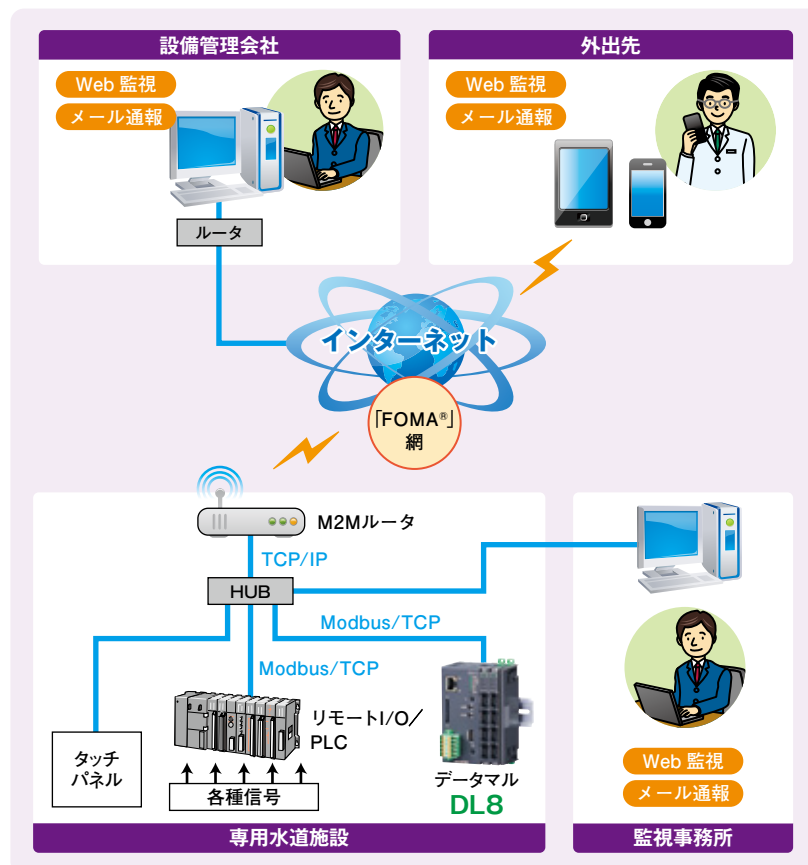 設備管理会社
Web 監視
メール通報
ルータ
外出先
Web 監視
メール通報
インターネット
「FOMA®」
網
M2Mルータ
TCP/IP
HUB
Modbus/TCP
Modbus/TCP
リモートI/O／
PLC
タッチ
パネル
各種信号
データマル
DL8
専用水道施設
Web 監視
メール通報
監視事務所